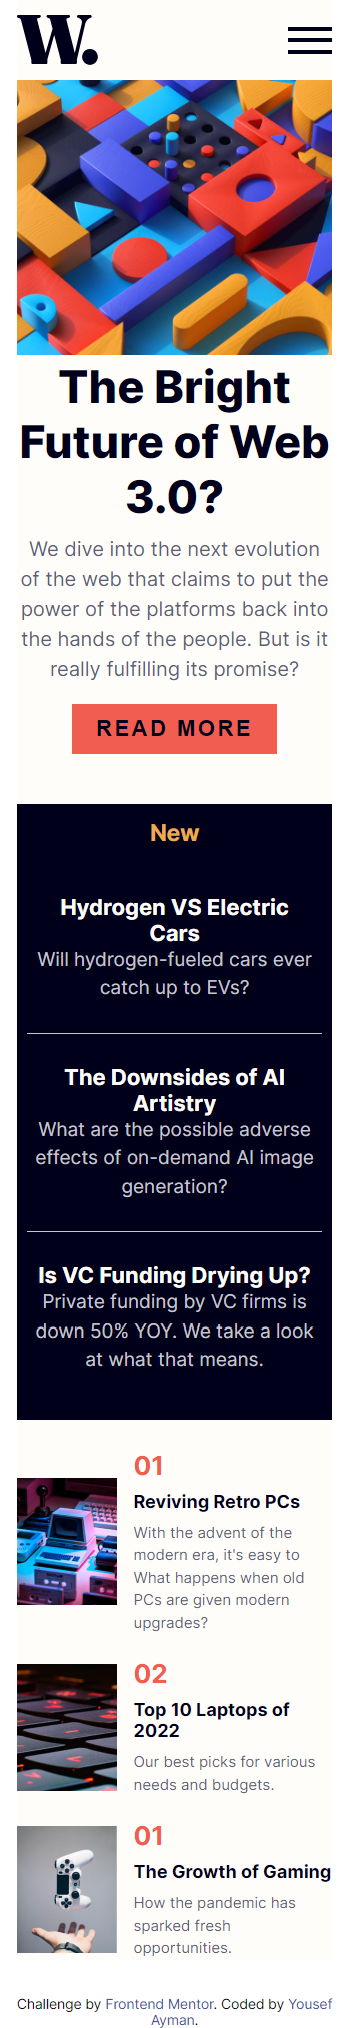 W.
The Bright
Future of Web
3.0?
We dive into the next evolution
of the web that claims to put the
power of the platforms back into
the hands of the people. But is it
really fulfilling its promise?
READ MORE
New
Hydrogen VS Electric
Cars
Will hydrogen-fueled cars ever
catch up to EVs?
The Downsides of AI
Artistry
What are the possible adverse
effects of on-demand AI image
generation?
Is VC Funding Drying Up?
Private funding by VC firms is
down 50% YOY. We take a look
at what that means.
01
Reviving Retro PCs
With the advent of the
modern era, it's easy to
What happens when old
PCs are given modern
upgrades?
02
Top 10 Laptops of
2022
Our best picks for various
needs and budgets.
01
The Growth of Gaming
How the pandemic has
sparked fresh
opportunities.
Challenge by Frontend Mentor. Coded by Yousef
Ayman.